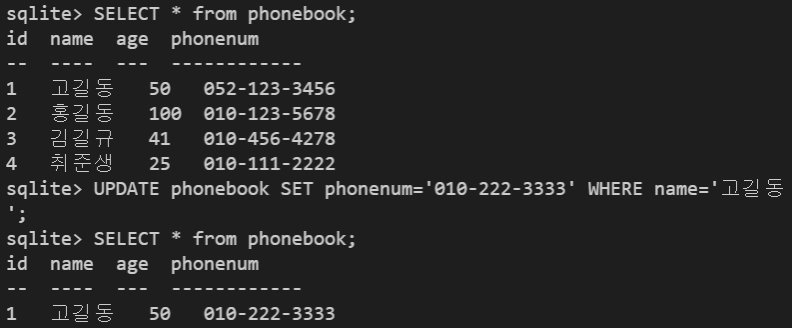 sqlite> SELECT * from phonebook;
id  name  age  phonenum
--  ----  ---  ------------
1   고길동   50   052-123-3456
2   홍길동   100  010-123-5678
3   김길규   41   010-456-4278
4   취준생   25   010-111-2222
sqlite> UPDATE phonebook SET phonenum='010-222-3333' WHERE name='고길동
';
sqlite> SELECT * from phonebook;
id  name  age  phonenum
--  ----  ---  ------------
1   고길동   50   010-222-3333